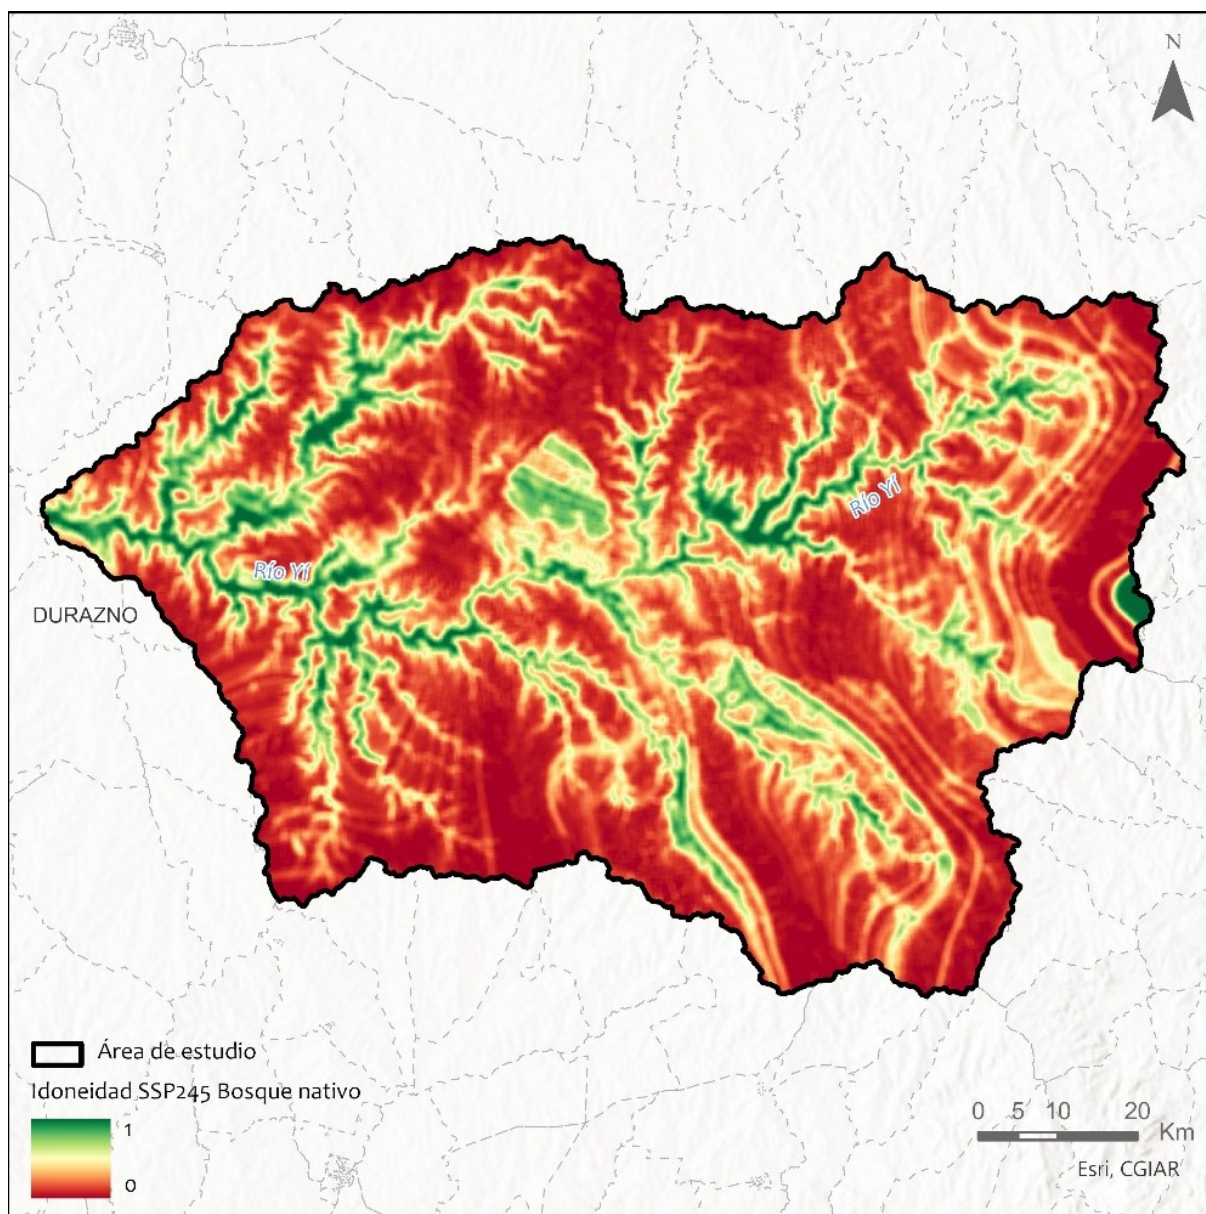 N
Río Yí
Río Yí
DURAZNO
Área de estudio
Idoneidad SSP245 Bosque nativo
1
0
0 5 10 20 Km
Esri, CGIAR